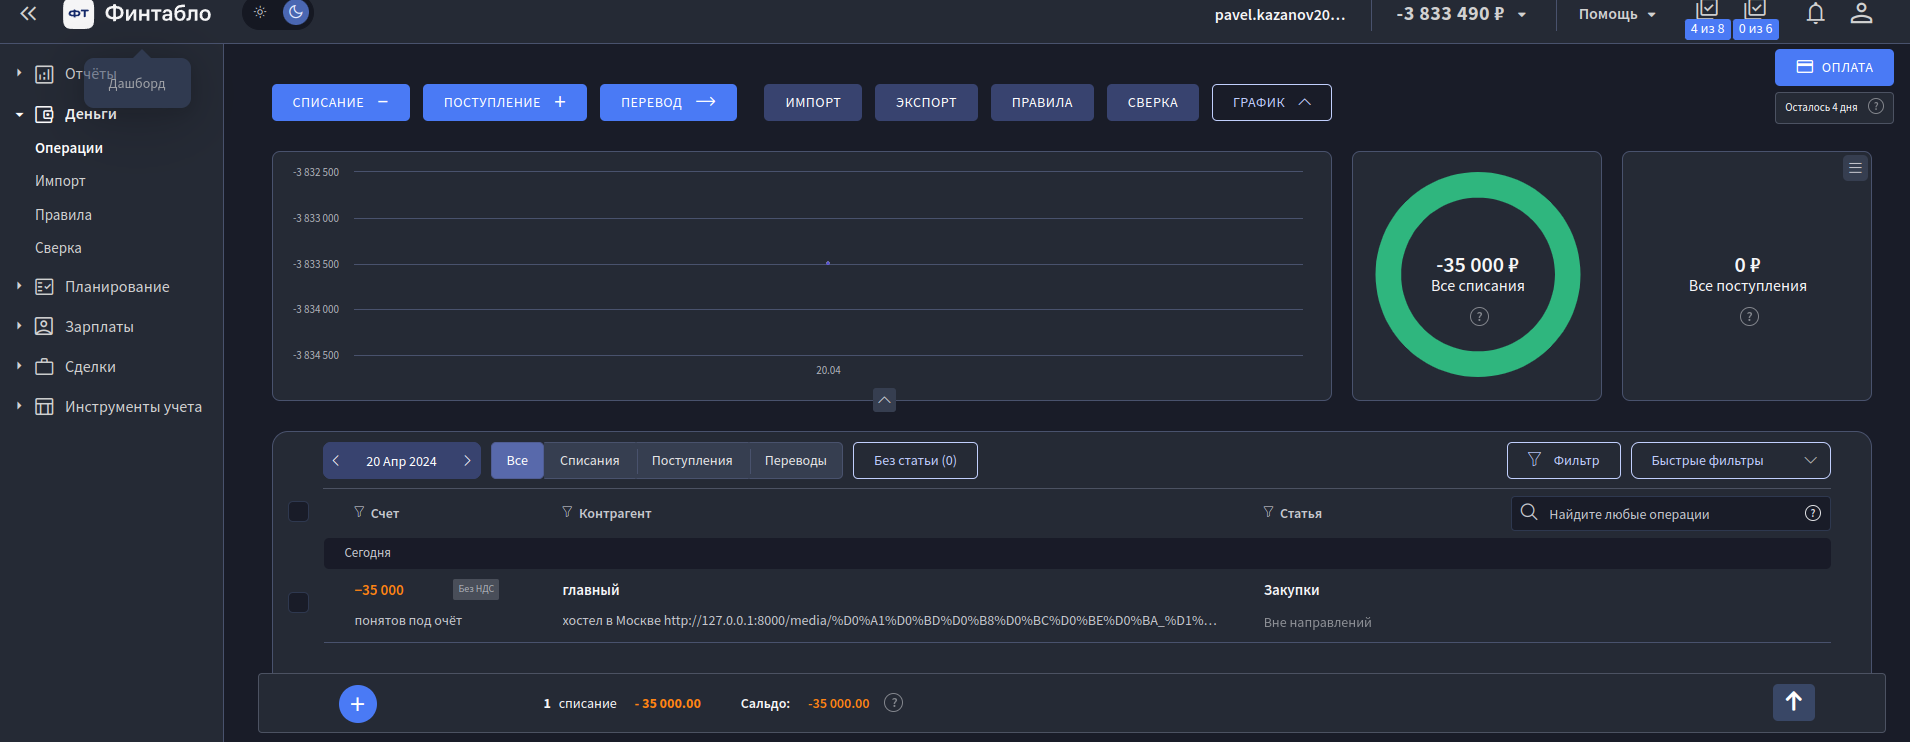 ФТ Финтабло
pavel.kazanov20...
-3 833 490 ₽
Помощь
4 из 8
0 из 6
Отчёты
Дашборд
Деньги
Операции
Импорт
Правила
Сверка
Планирование
Зарплаты
Сделки
Инструменты учета
СПИСАНИЕ −
ПОСТУПЛЕНИЕ +
ПЕРЕВОД →
ИМПОРТ
ЭКСПОРТ
ПРАВИЛА
СВЕРКА
ГРАФИК
ОПЛАТА
Осталось 4 дня ?
-3 832 500
-3 833 000
-3 833 500
-3 834 000
-3 834 500
20.04
-35 000 ₽
Все списания
?
0 ₽
Все поступления
?
20 Апр 2024
Все
Списания
Поступления
Переводы
Без статьи (0)
Фильтр
Быстрые фильтры
Счет
Контрагент
Статья
Найдите любые операции ?
Сегодня
−35 000
Без НДС
главный
Закупки
понятов под очёт
хостел в Москве http://127.0.0.1:8000/media/%D0%A1%D0%BD%D0%B8%D0%BC%D0%BE%D0%BA_%D1%...
Вне направлений
+
1 списание - 35 000.00
Сальдо: -35 000.00 ?